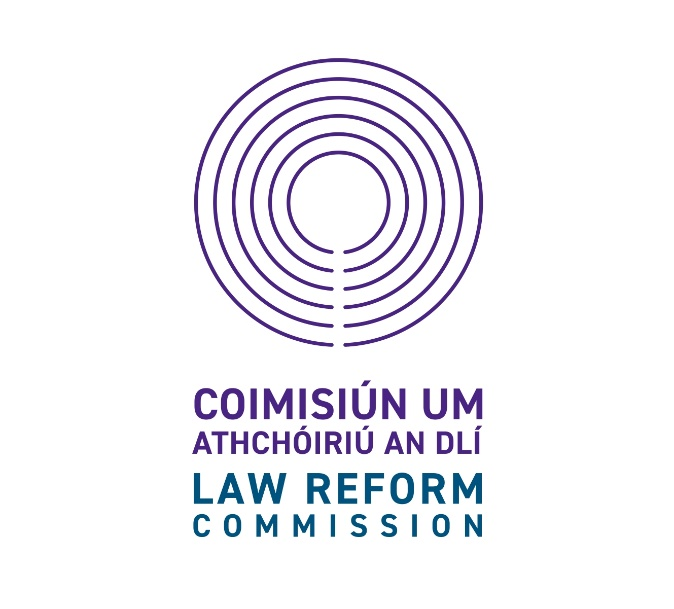 COIMISIÚN UM
ATHCHÓIRIÚ AN DLÍ
LAW REFORM
COMMISSION